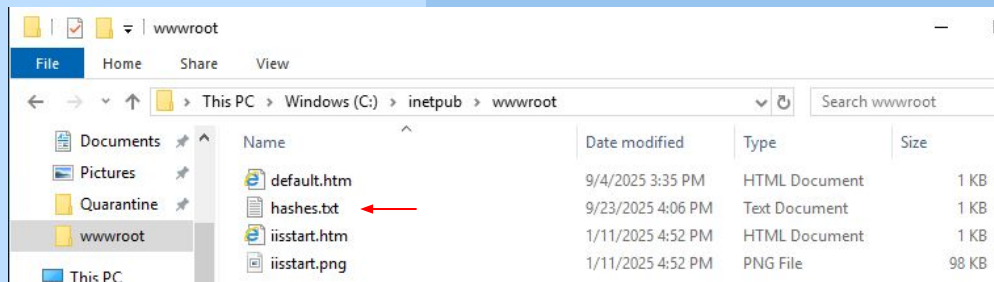 wwwroot
File Home Share View
This PC > Windows (C:) > inetpub > wwwroot Search wwwroot
Documents Name Date modified Type Size
Pictures default.htm 9/4/2025 3:35 PM HTML Document 1 KB
Quarantine hashes.txt 9/23/2025 4:06 PM Text Document 1 KB
wwwroot iisstart.htm 1/11/2025 4:52 PM HTML Document 1 KB
This PC iisstart.png 1/11/2025 4:52 PM PNG File 98 KB